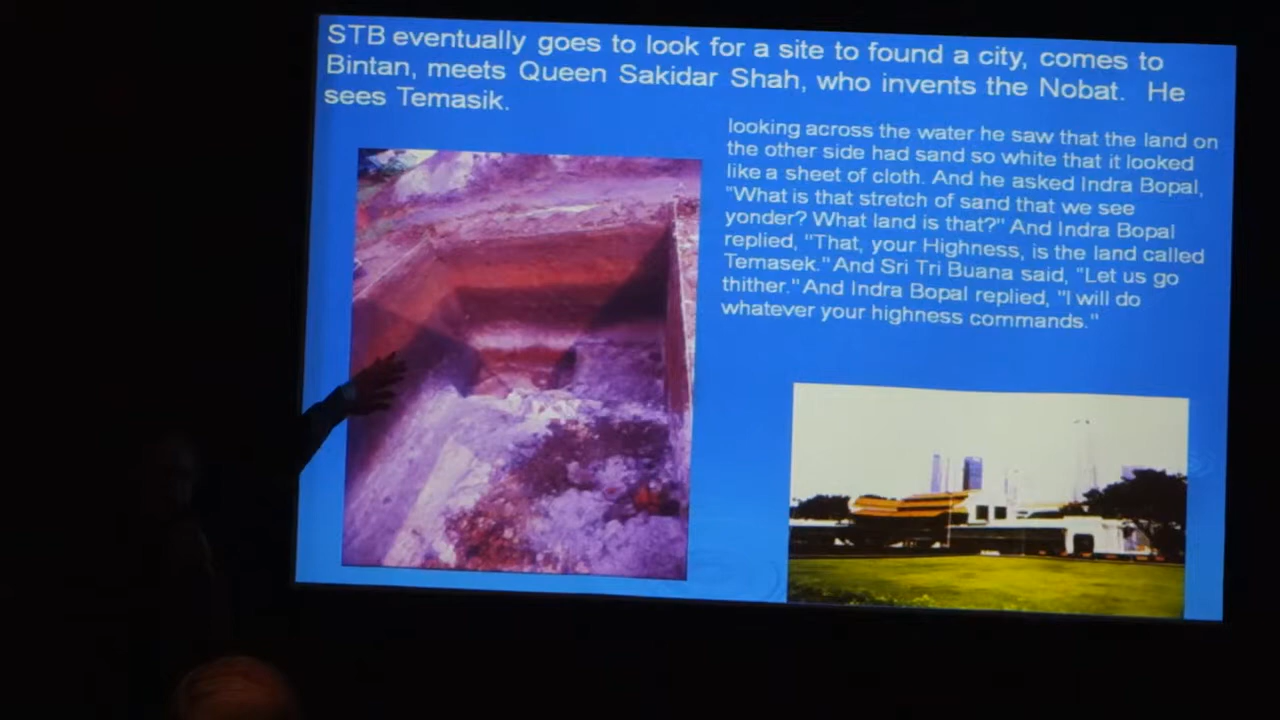 STB eventually goes to look for a site to found a city, comes to
Bintan, meets Queen Sakidar Shah, who invents the Nobat. He
sees Temasik.
looking across the water he saw that the land on
the other side had sand so white that it looked
like a sheet of cloth. And he asked Indra Bopal,
"What is that stretch of sand that we see
yonder? What land is that?" And Indra Bopal
replied, "That, your Highness, is the land called
Temasek." And Sri Tri Buana said, "Let us go
thither." And Indra Bopal replied, "I will do
whatever your highness commands."